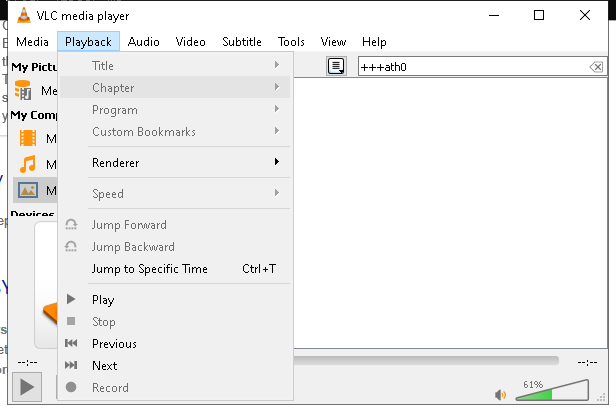 VLC media player
Media Playback Audio Video Subtitle Tools View Help
My Pictu
+++ath0
Me
My Comp
M
M
M
Devices
Title
Chapter
Program
Custom Bookmarks
Renderer
Speed
Jump Forward
Jump Backward
Jump to Specific Time Ctrl+T
Play
Stop
Previous
Next
Record
--:-- --:--
61%